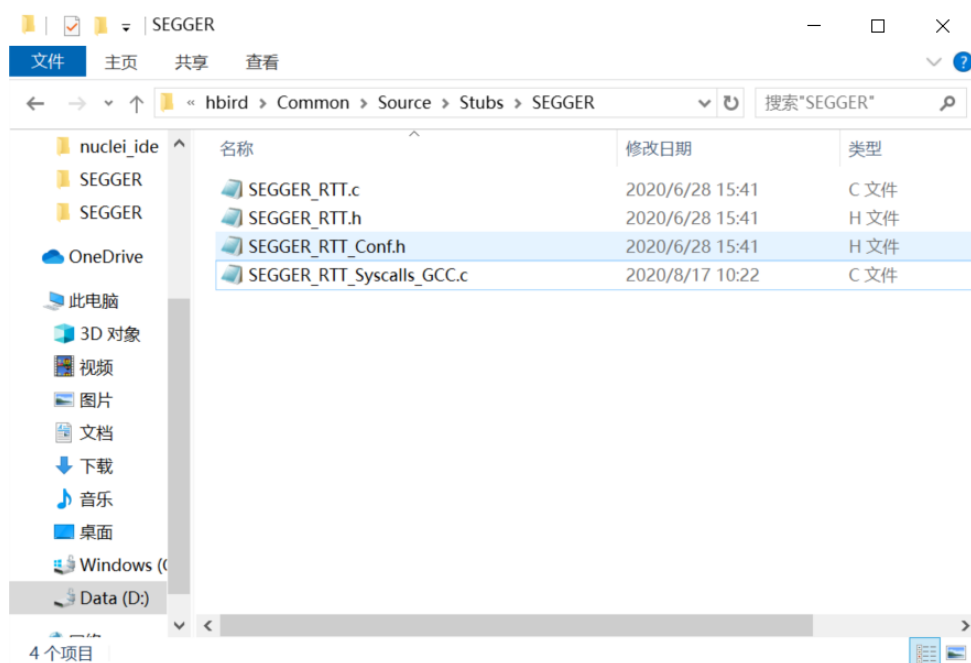 SEGGER
文件 主页 共享 查看
« hbird > Common > Source > Stubs > SEGGER 搜索"SEGGER"
nuclei_ide
SEGGER
SEGGER
OneDrive
此电脑
3D 对象
视频
图片
文档
下载
音乐
桌面
Windows (
Data (D:)
名称 修改日期 类型
SEGGER_RTT.c 2020/6/28 15:41 C 文件
SEGGER_RTT.h 2020/6/28 15:41 H 文件
SEGGER_RTT_Conf.h 2020/6/28 15:41 H 文件
SEGGER_RTT_Syscalls_GCC.c 2020/8/17 10:22 C 文件
4 个项目